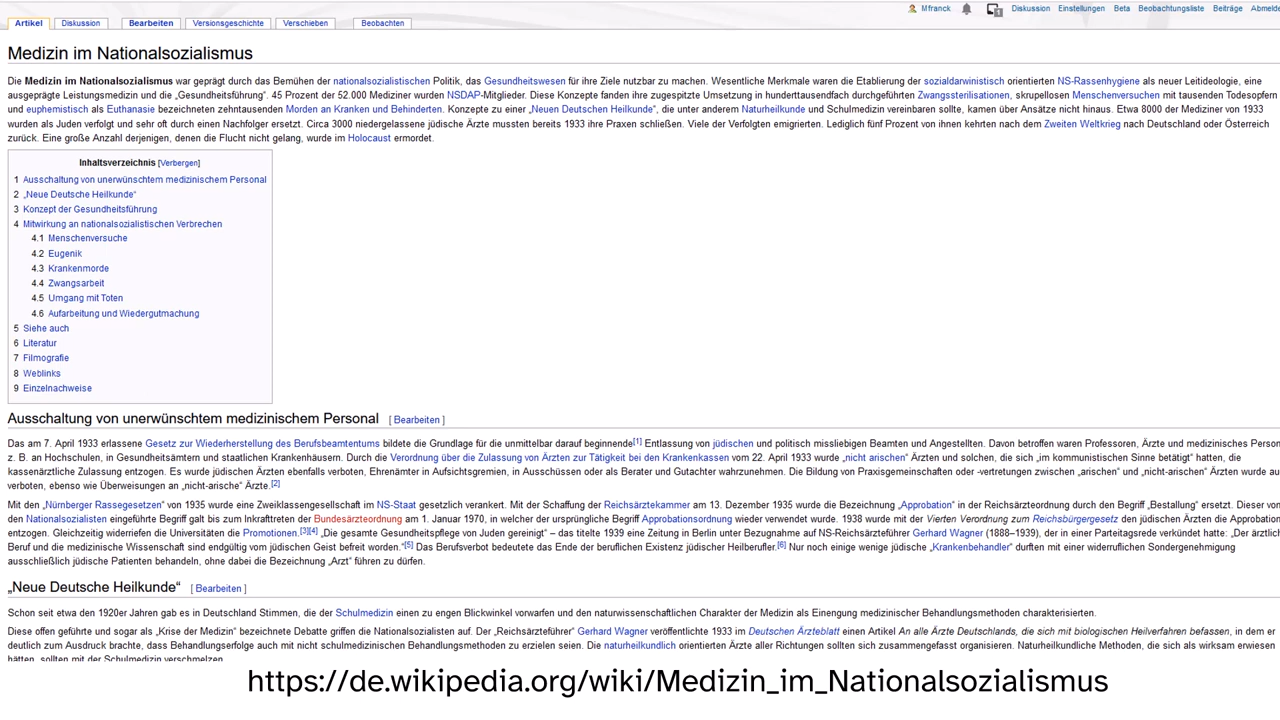 Mfranck 1 Diskussion Einstellungen Beta Beobachtungsliste Beiträge
Artikel Diskussion Bearbeiten Versionsgeschichte Verschieben Beobachten
Medizin im Nationalsozialismus
Die Medizin im Nationalsozialismus war geprägt durch das Bemühen der nationalsozialistischen Politik, das Gesundheitswesen für ihre Ziele nutzbar zu machen. Wesentliche Merkmale waren die Etablierung der sozialdarwinistisch orientierten NS-Rassenhygiene als neuer Leitideologie, eine
ausgeprägte Leistungsmedizin und die „Gesundheitsführung“. 45 Prozent der 52.000 Mediziner wurden NSDAP-Mitglieder. Diese Konzepte fanden ihre zugespitzte Umsetzung in hunderttausendfach durchgeführten Zwangssterilisationen, skrupellosen Menschenversuchen mit tausenden Todesopfern
und euphemistisch als Euthanasie bezeichneten zehntausenden Morden an Kranken und Behinderten. Konzepte zu einer „Neuen Deutschen Heilkunde“, die unter anderem Naturheilkunde und Schulmedizin vereinbaren sollte, kamen über Ansätze nicht hinaus. Etwa 8000 der Mediziner von 1933
wurden als Juden verfolgt und sehr oft durch einen Nachfolger ersetzt. Circa 3000 niedergelassene jüdische Ärzte mussten bereits 1933 ihre Praxen schließen. Viele der Verfolgten emigrierten. Lediglich fünf Prozent von ihnen kehrten nach dem Zweiten Weltkrieg nach Deutschland oder Österreich
zurück. Eine große Anzahl derjenigen, denen die Flucht nicht gelang, wurde im Holocaust ermordet.
Inhaltsverzeichnis [Verbergen]
1 Ausschaltung von unerwünschtem medizinischem Personal
2 „Neue Deutsche Heilkunde“
3 Konzept der Gesundheitsführung
4 Mitwirkung an nationalsozialistischen Verbrechen
4.1 Menschenversuche
4.2 Eugenik
4.3 Krankenmorde
4.4 Zwangsarbeit
4.5 Umgang mit Toten
4.6 Aufarbeitung und Wiedergutmachung
5 Siehe auch
6 Literatur
7 Filmografie
8 Weblinks
9 Einzelnachweise
Ausschaltung von unerwünschtem medizinischem Personal [ Bearbeiten ]
Das am 7. April 1933 erlassene Gesetz zur Wiederherstellung des Berufsbeamtentums bildete die Grundlage für die unmittelbar darauf beginnende[1] Entlassung von jüdischen und politisch missliebigen Beamten und Angestellten. Davon betroffen waren Professoren, Ärzte und medizinisches
z. B. an Hochschulen, in Gesundheitsämtern und staatlichen Krankenhäusern. Durch die Verordnung über die Zulassung von Ärzten zur Tätigkeit bei den Krankenkassen vom 22. April 1933 wurde „nicht arischen“ Ärzten und solchen, die sich „im kommunistischen Sinne betätigt“ hatten, die
kassenärztliche Zulassung entzogen. Es wurde jüdischen Ärzten ebenfalls verboten, Ehrenämter in Aufsichtsgremien, in Ausschüssen oder als Berater und Gutachter wahrzunehmen. Die Bildung von Praxisgemeinschaften oder -vertretungen zwischen „arischen“ und „nicht-arischen“ Ärzten wurde
verboten, ebenso wie Überweisungen an „nicht-arische“ Ärzte.[2]
Mit den „Nürnberger Rassegesetzen“ von 1935 wurde eine Zweiklassengesellschaft im NS-Staat gesetzlich verankert. Mit der Schaffung der Reichsärztekammer am 13. Dezember 1935 wurde die Bezeichnung „Approbation“ in der Reichsärzteordnung durch den Begriff „Bestallung“ ersetzt. Dieser
den Nationalsozialisten eingeführte Begriff galt bis zum Inkrafttreten der Bundesärzteordnung am 1. Januar 1970, in welcher der ursprüngliche Begriff Approbationsordnung wieder verwendet wurde. 1938 wurde mit der Vierten Verordnung zum Reichsbürgergesetz den jüdischen Ärzten die Approbation
entzogen. Gleichzeitig widerriefen die Universitäten die Promotionen.[3][4] „Die gesamte Gesundheitspflege von Juden gereinigt“ – das titelte 1939 eine Zeitung in Berlin unter Bezugnahme auf NS-Reichsärzteführer Gerhard Wagner (1888–1939), der in einer Parteitagsrede verkündet hatte: „Der
Beruf und die medizinische Wissenschaft sind endgültig vom jüdischen Geist befreit worden.“[5] Das Berufsverbot bedeutete das Ende der beruflichen Existenz jüdischer Heilberufler.[6] Nur noch einige wenige jüdische „Krankenbehandler“ durften mit einer widerruflichen Sondergenehmigung
ausschließlich jüdische Patienten behandeln, ohne dabei die Bezeichnung „Arzt“ führen zu dürfen.
„Neue Deutsche Heilkunde“ [ Bearbeiten ]
Schon seit etwa den 1920er Jahren gab es in Deutschland Stimmen, die der Schulmedizin einen zu engen Blickwinkel vorwarfen und den naturwissenschaftlichen Charakter der Medizin als Einengung medizinischer Behandlungsmethoden charakterisierten.
Diese offen geführte und sogar als „Krise der Medizin“ bezeichnete Debatte griffen die Nationalsozialisten auf. Der „Reichsärzteführer“ Gerhard Wagner veröffentlichte 1933 im Deutschen Ärzteblatt einen Artikel An alle Ärzte Deutschlands, die sich mit biologischen Heilverfahren befassen, in dem er
deutlich zum Ausdruck brachte, dass Behandlungserfolge auch mit nicht schulmedizinischen Behandlungsmethoden zu erzielen seien. Die naturheilkundlich orientierten Ärzte aller Richtungen sollten sich zusammengefasst organisieren. Naturheilkundliche Methoden, die sich als wirksam erwiesen
hätten, sollten mit der Schulmedizin verschmelzen.
https://de.wikipedia.org/wiki/Medizin_im_Nationalsozialismus